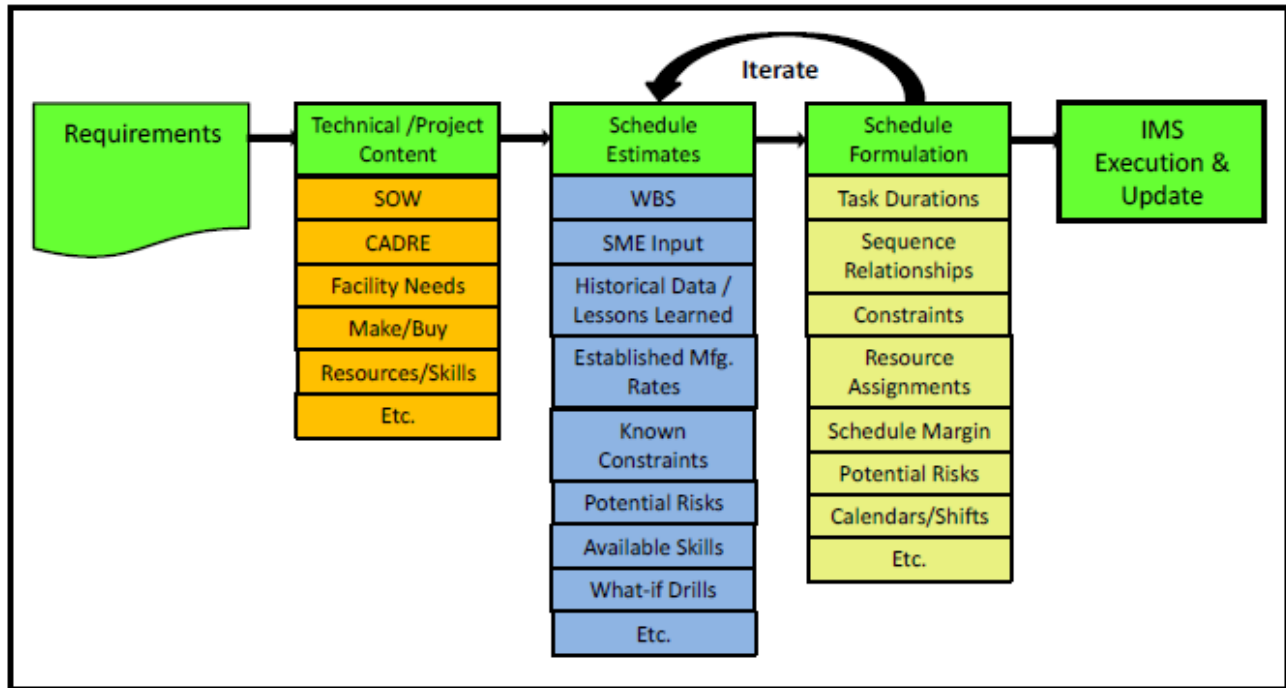 Iterate
Requirements
Technical /Project
Content
SOW
CADRE
Facility Needs
Make/Buy
Resources/Skills
Etc.
Schedule
Estimates
WBS
SME Input
Historical Data /
Lessons Learned
Established Mfg.
Rates
Known
Constraints
Potential Risks
Available Skills
What-if Drills
Etc.
Schedule
Formulation
Task Durations
Sequence
Relationships
Constraints
Resource
Assignments
Schedule Margin
Potential Risks
Calendars/Shifts
Etc.
IMS
Execution &
Update